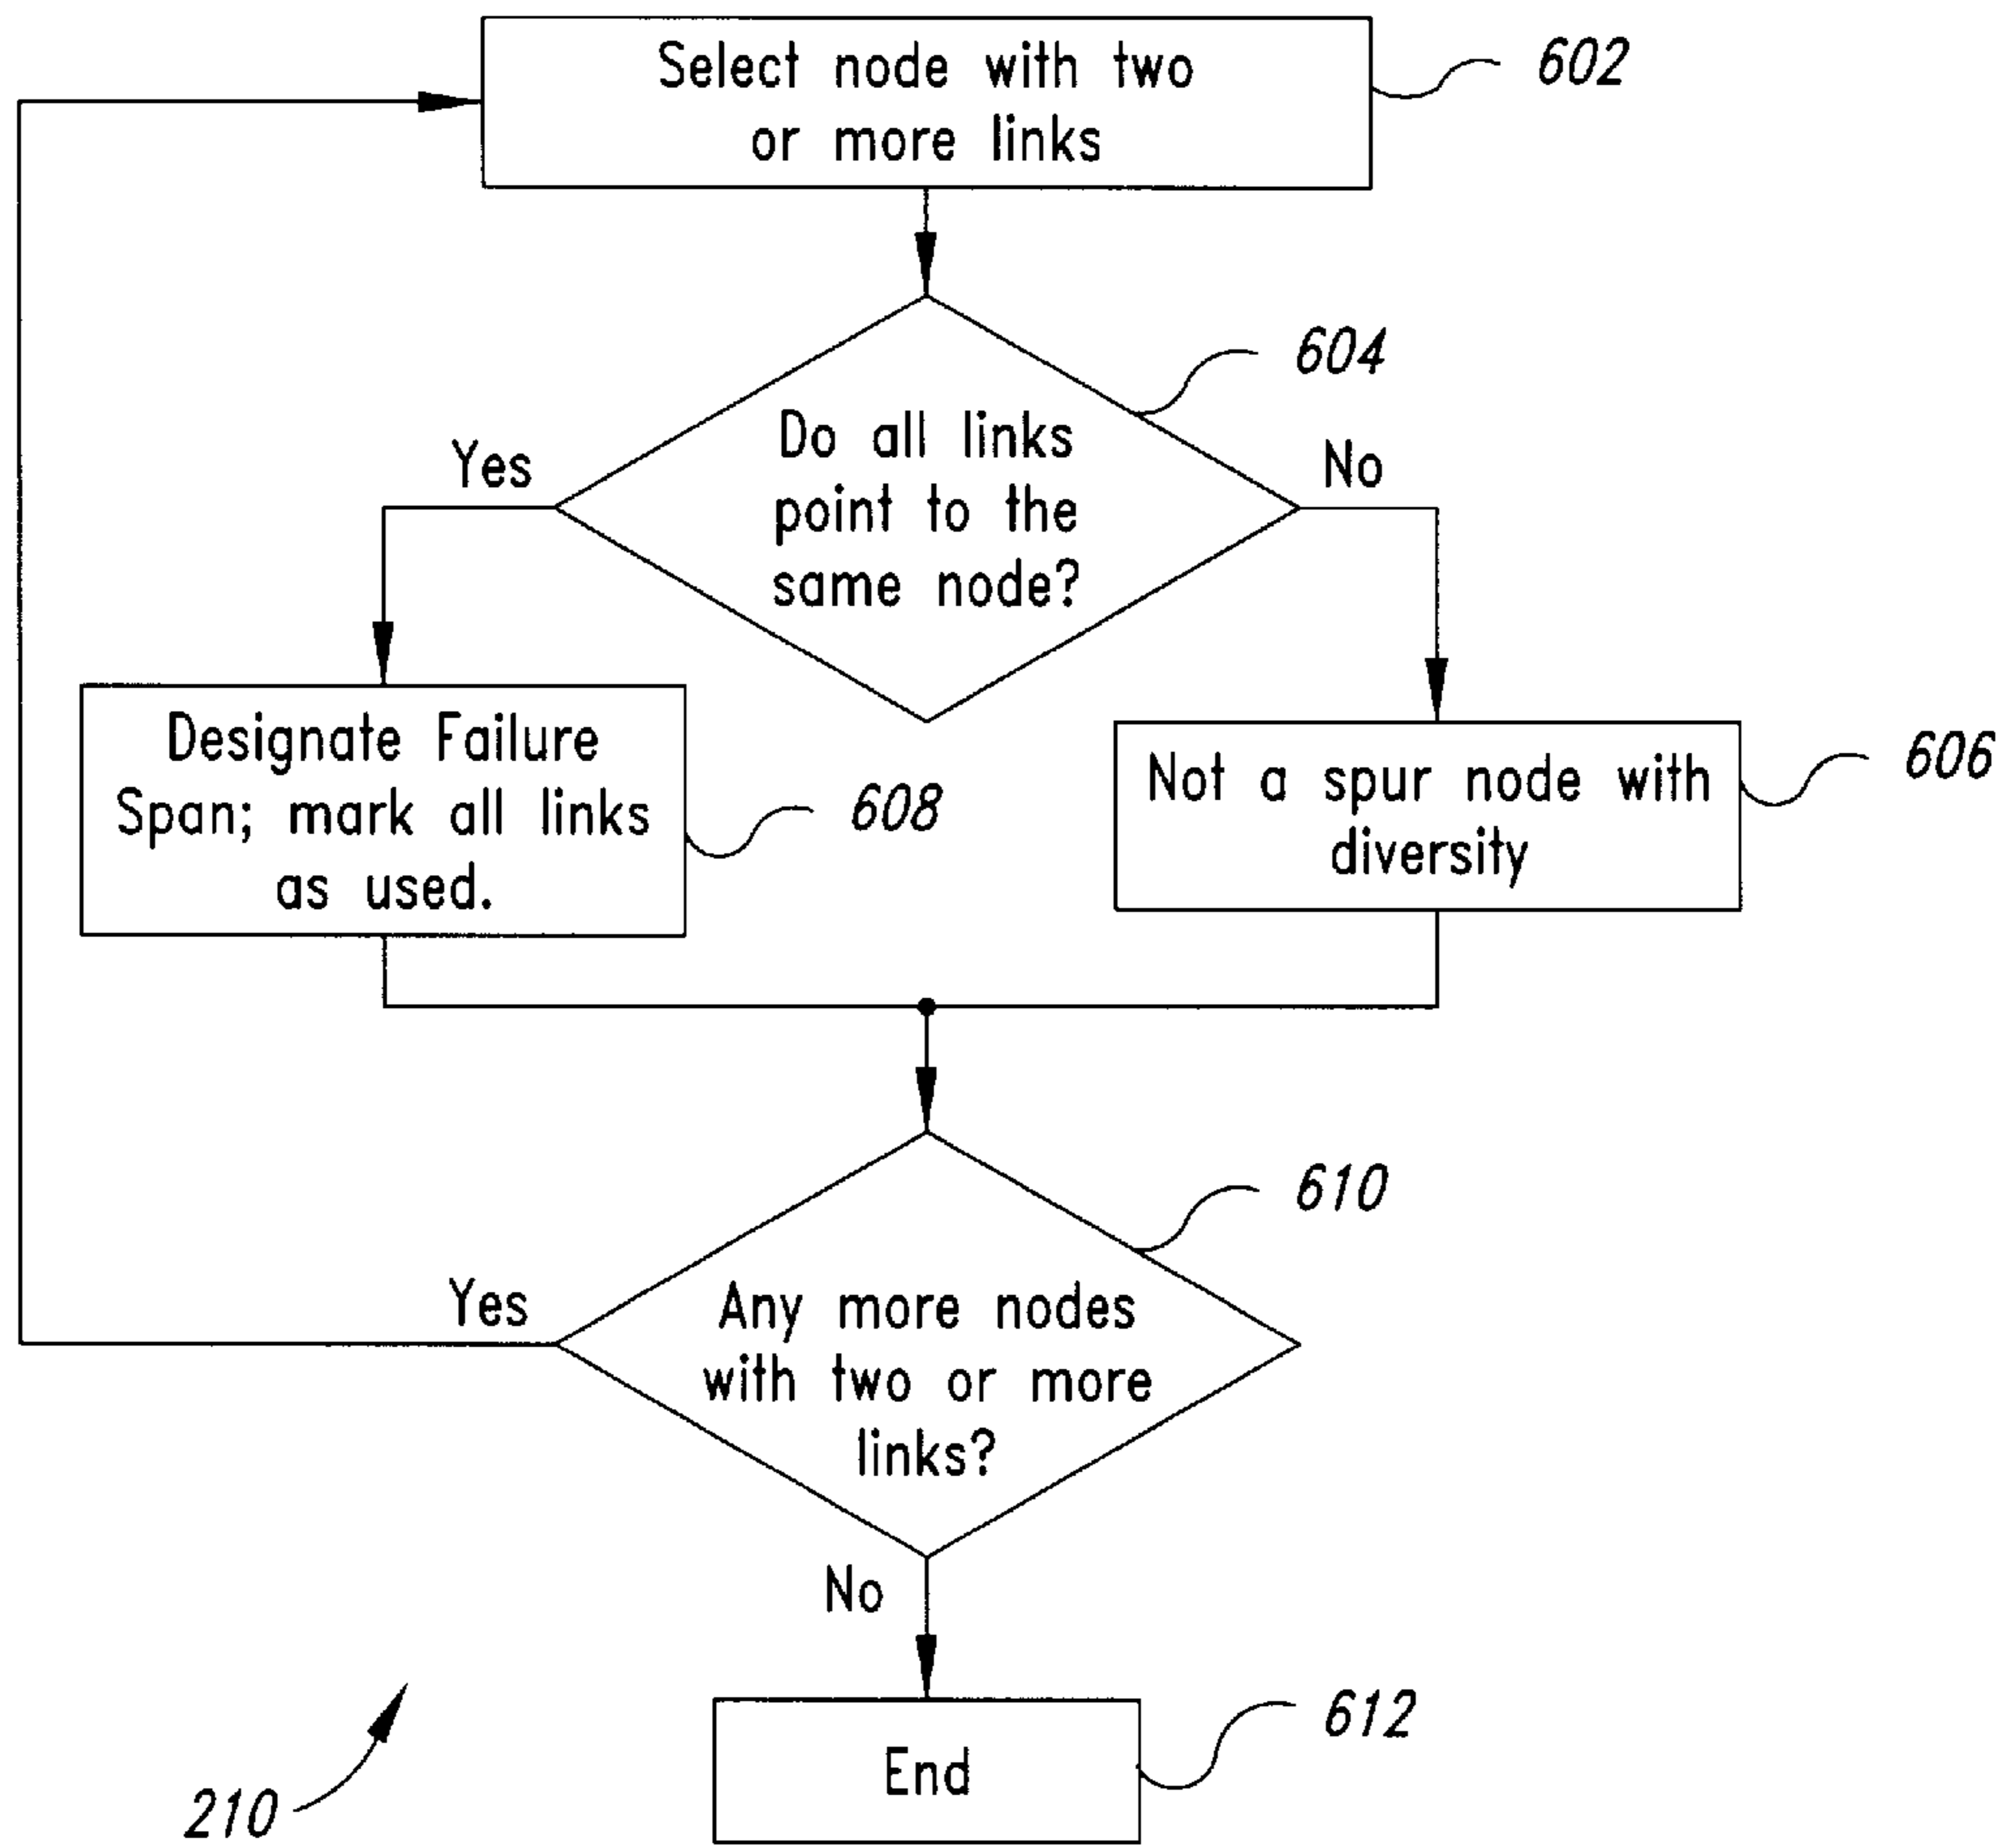 Select node with two
or more links
602
604
Do all links
point to the
same node?
Yes
No
Designate Failure
Span; mark all links
as used.
608
Not a spur node with
diversity
606
610
Any more nodes
with two or more
links?
Yes
No
End
612
210